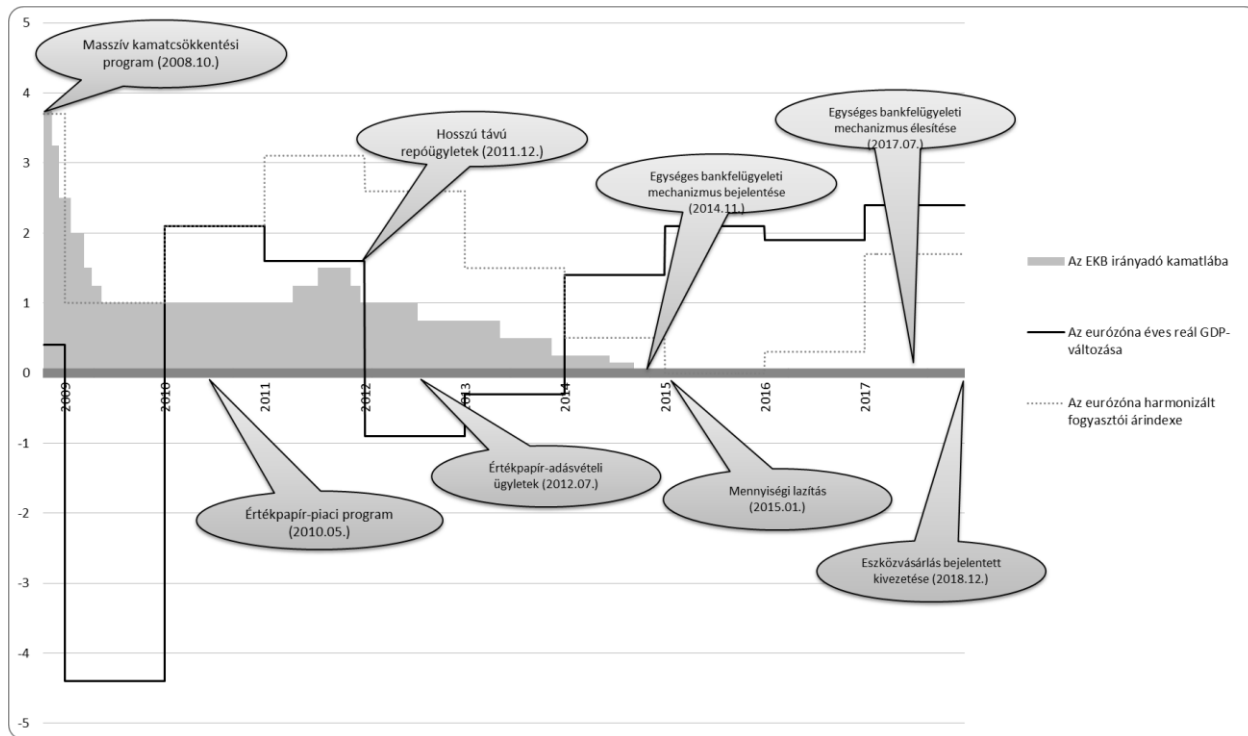 5
4
3
2
1
0
-1
-2
-3
-4
-5
Masszív kamatcsökkentési
program (2008.10.)
Hosszú távú
repóügyletek (2011.12.)
Egységes bankfelügyeleti
mechanizmus bejelentése
(2014.11.)
Egységes bankfelügyeleti
mechanizmus élesítése
(2017.07.)
2009
2010
2011
2012
2013
2014
2015
2016
2017
Értékpapír-piaci program
(2010.05.)
Értékpapír-adásvételi
ügyletek (2012.07.)
Mennyiségi lazítás
(2015.01.)
Eszközvásárlás bejelentett
kivezetése (2018.12.)
Az EKB irányadó kamatlába
Az eurózóna éves reál GDP-
változása
Az eurózóna harmonizált
fogyasztói árindexe